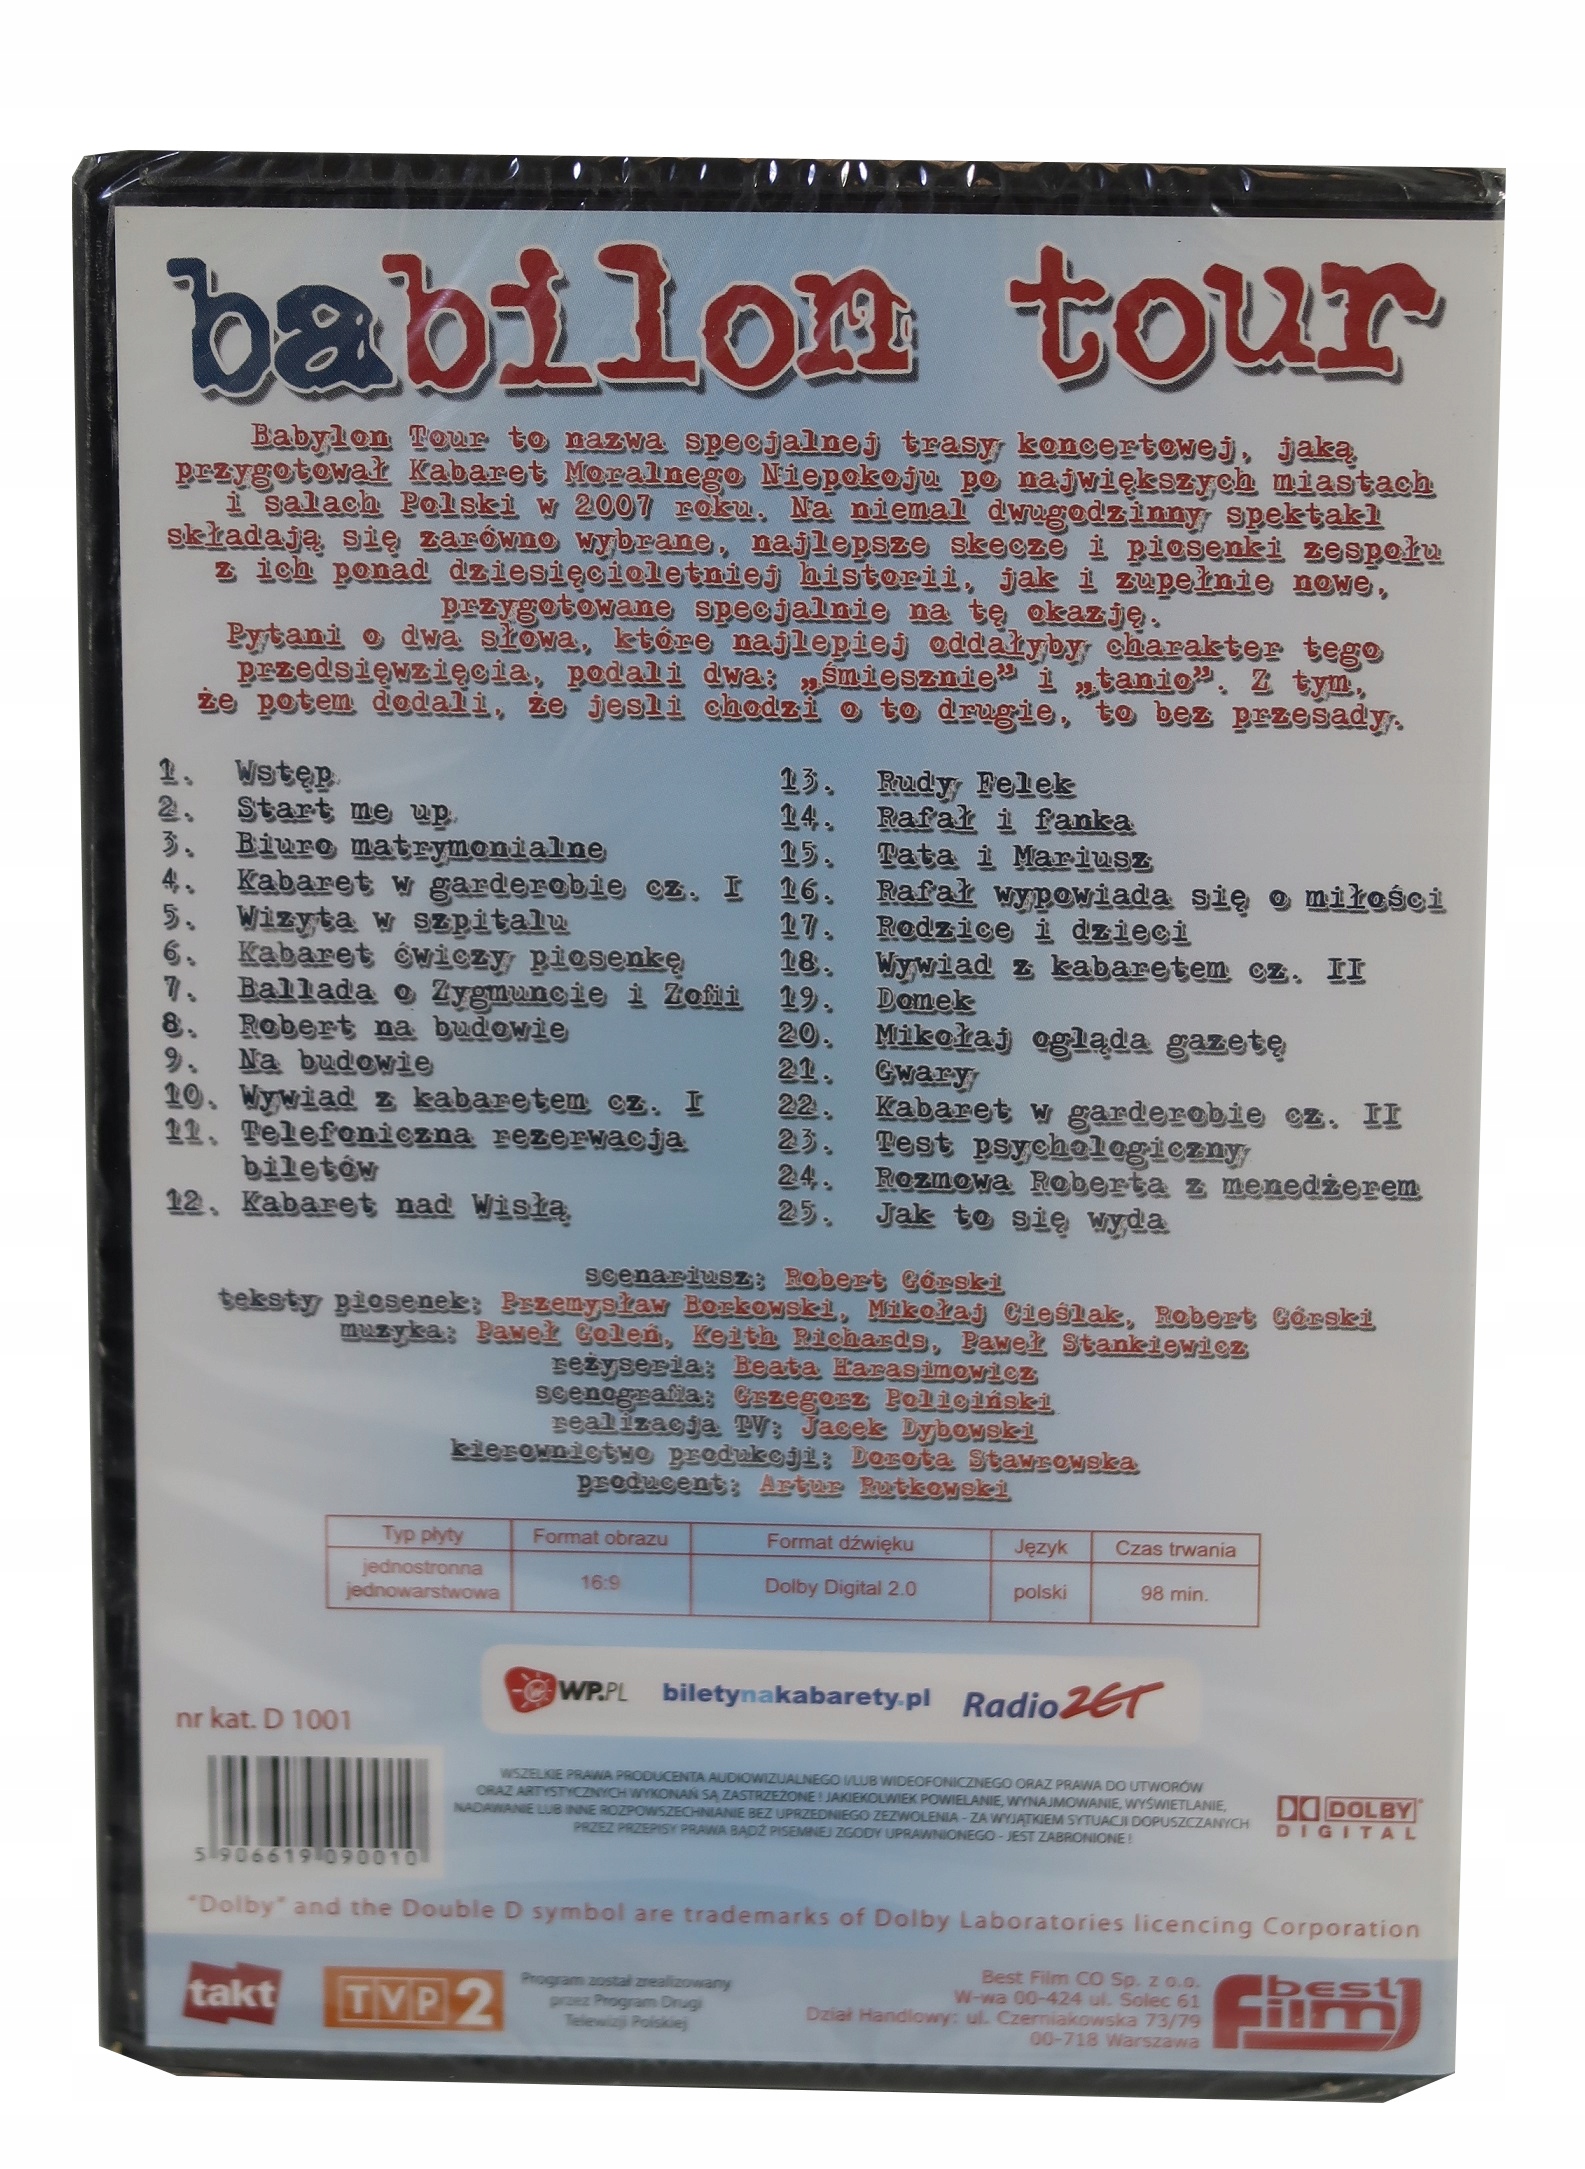 babilon tour
Babylon Tour to nazwa specjalnej trasy koncertowej, jaką
przygotował Kabaret Moralnego Niepokoju po największych miastach
i salach Polski w 2007 roku. Na niemal dwugodzinny spektakl
składają się zarówno wybrane, najlepsze skecze i piosenki zespołu
z ich ponad dziesięcioletniej historii, jak i zupełnie nowe,
przygotowane specjalnie na tę okazję.
Pytani o dwa słowa, które najlepiej oddałyby charakter tego
przedsięwzięcia, podali dwa: „śmiesznie” i „tanio”. Z tym,
że potem dodali, że jesli chodzi o to drugie, to bez przesady.
1. Wstęp
2. Start me up
3. Biuro matrymonialne
4. Kabaret w garderobie cz. I
5. Wizyta w szpitalu
6. Kabaret ćwiczy piosenkę
7. Ballada o Zygmuncie i Zofii
8. Robert na budowie
9. Na budowie
10. Wywiad z kabaretem cz. I
11. Telefoniczna rezerwacja
biletów
12. Kabaret nad Wisłą
13. Rudy Felek
14. Rafał i fanka
15. Tata i Mariusz
16. Rafał wypowiada się o miłości
17. Rodzice i dzieci
18. Wywiad z kabaretem cz. II
19. Domek
20. Mikołaj ogląda gazetę
21. Gwary
22. Kabaret w garderobie cz. II
23. Test psychologiczny
24. Rozmowa Roberta z menedżerem
25. Jak to się wyda
scenariusz: Robert Górski
teksty piosenek: Przemysław Borkowski, Mikołaj Cieślak, Robert Górski
muzyka: Paweł Goleń, Keith Richards, Paweł Stankiewicz
reżyseria: Beata Harasimowicz
scenografia: Grzegorz Policiński
realizacja TV: Jacek Dybowski
kierownictwo produkcji: Dorota Stawrowska
producent: Artur Rutkowski
Typ płyty Format obrazu Format dźwięku Język Czas trwania
jednostronna
jednowarstwowa 16:9 Dolby Digital 2.0 polski 98 min.
WP.PL biletynakabarety.pl Radio ZET
nr kat. D 1001
WSZELKIE PRAWA PRODUCENTA AUDIOWIZUALNEGO I/LUB WIDEOFONICZNEGO ORAZ PRAWA DO UTWORÓW
ORAZ ARTYSTYCZNYCH WYKONAŃ SĄ ZASTRZEŻONE ! JAKIEKOLWIEK POWIELANIE, WYNAJMOWANIE, WYŚWIETLANIE,
NADAWANIE LUB INNE ROZPOWSZECHNIANIE BEZ UPRZEDNIEGO ZEZWOLENIA - ZA WYJĄTKIEM SYTUACJI DOPUSZCZANYCH
PRZEZ PRZEPISY PRAWA BĄDŹ PISEMNEJ ZGODY UPRAWNIONEGO - JEST ZABRONIONE !
DOLBY
DIGITAL
5 906619 090010
"Dolby" and the Double D symbol are trademarks of Dolby Laboratories licencing Corporation
takt
TVP2
Program został zrealizowany
przez Program Drugi
Telewizji Polskiej
Best Film CO Sp. z o.o.
W-wa 00-424 ul. Solec 61
Dział Handlowy: ul. Czerniakowska 73/79
00-718 Warszawa
best
film